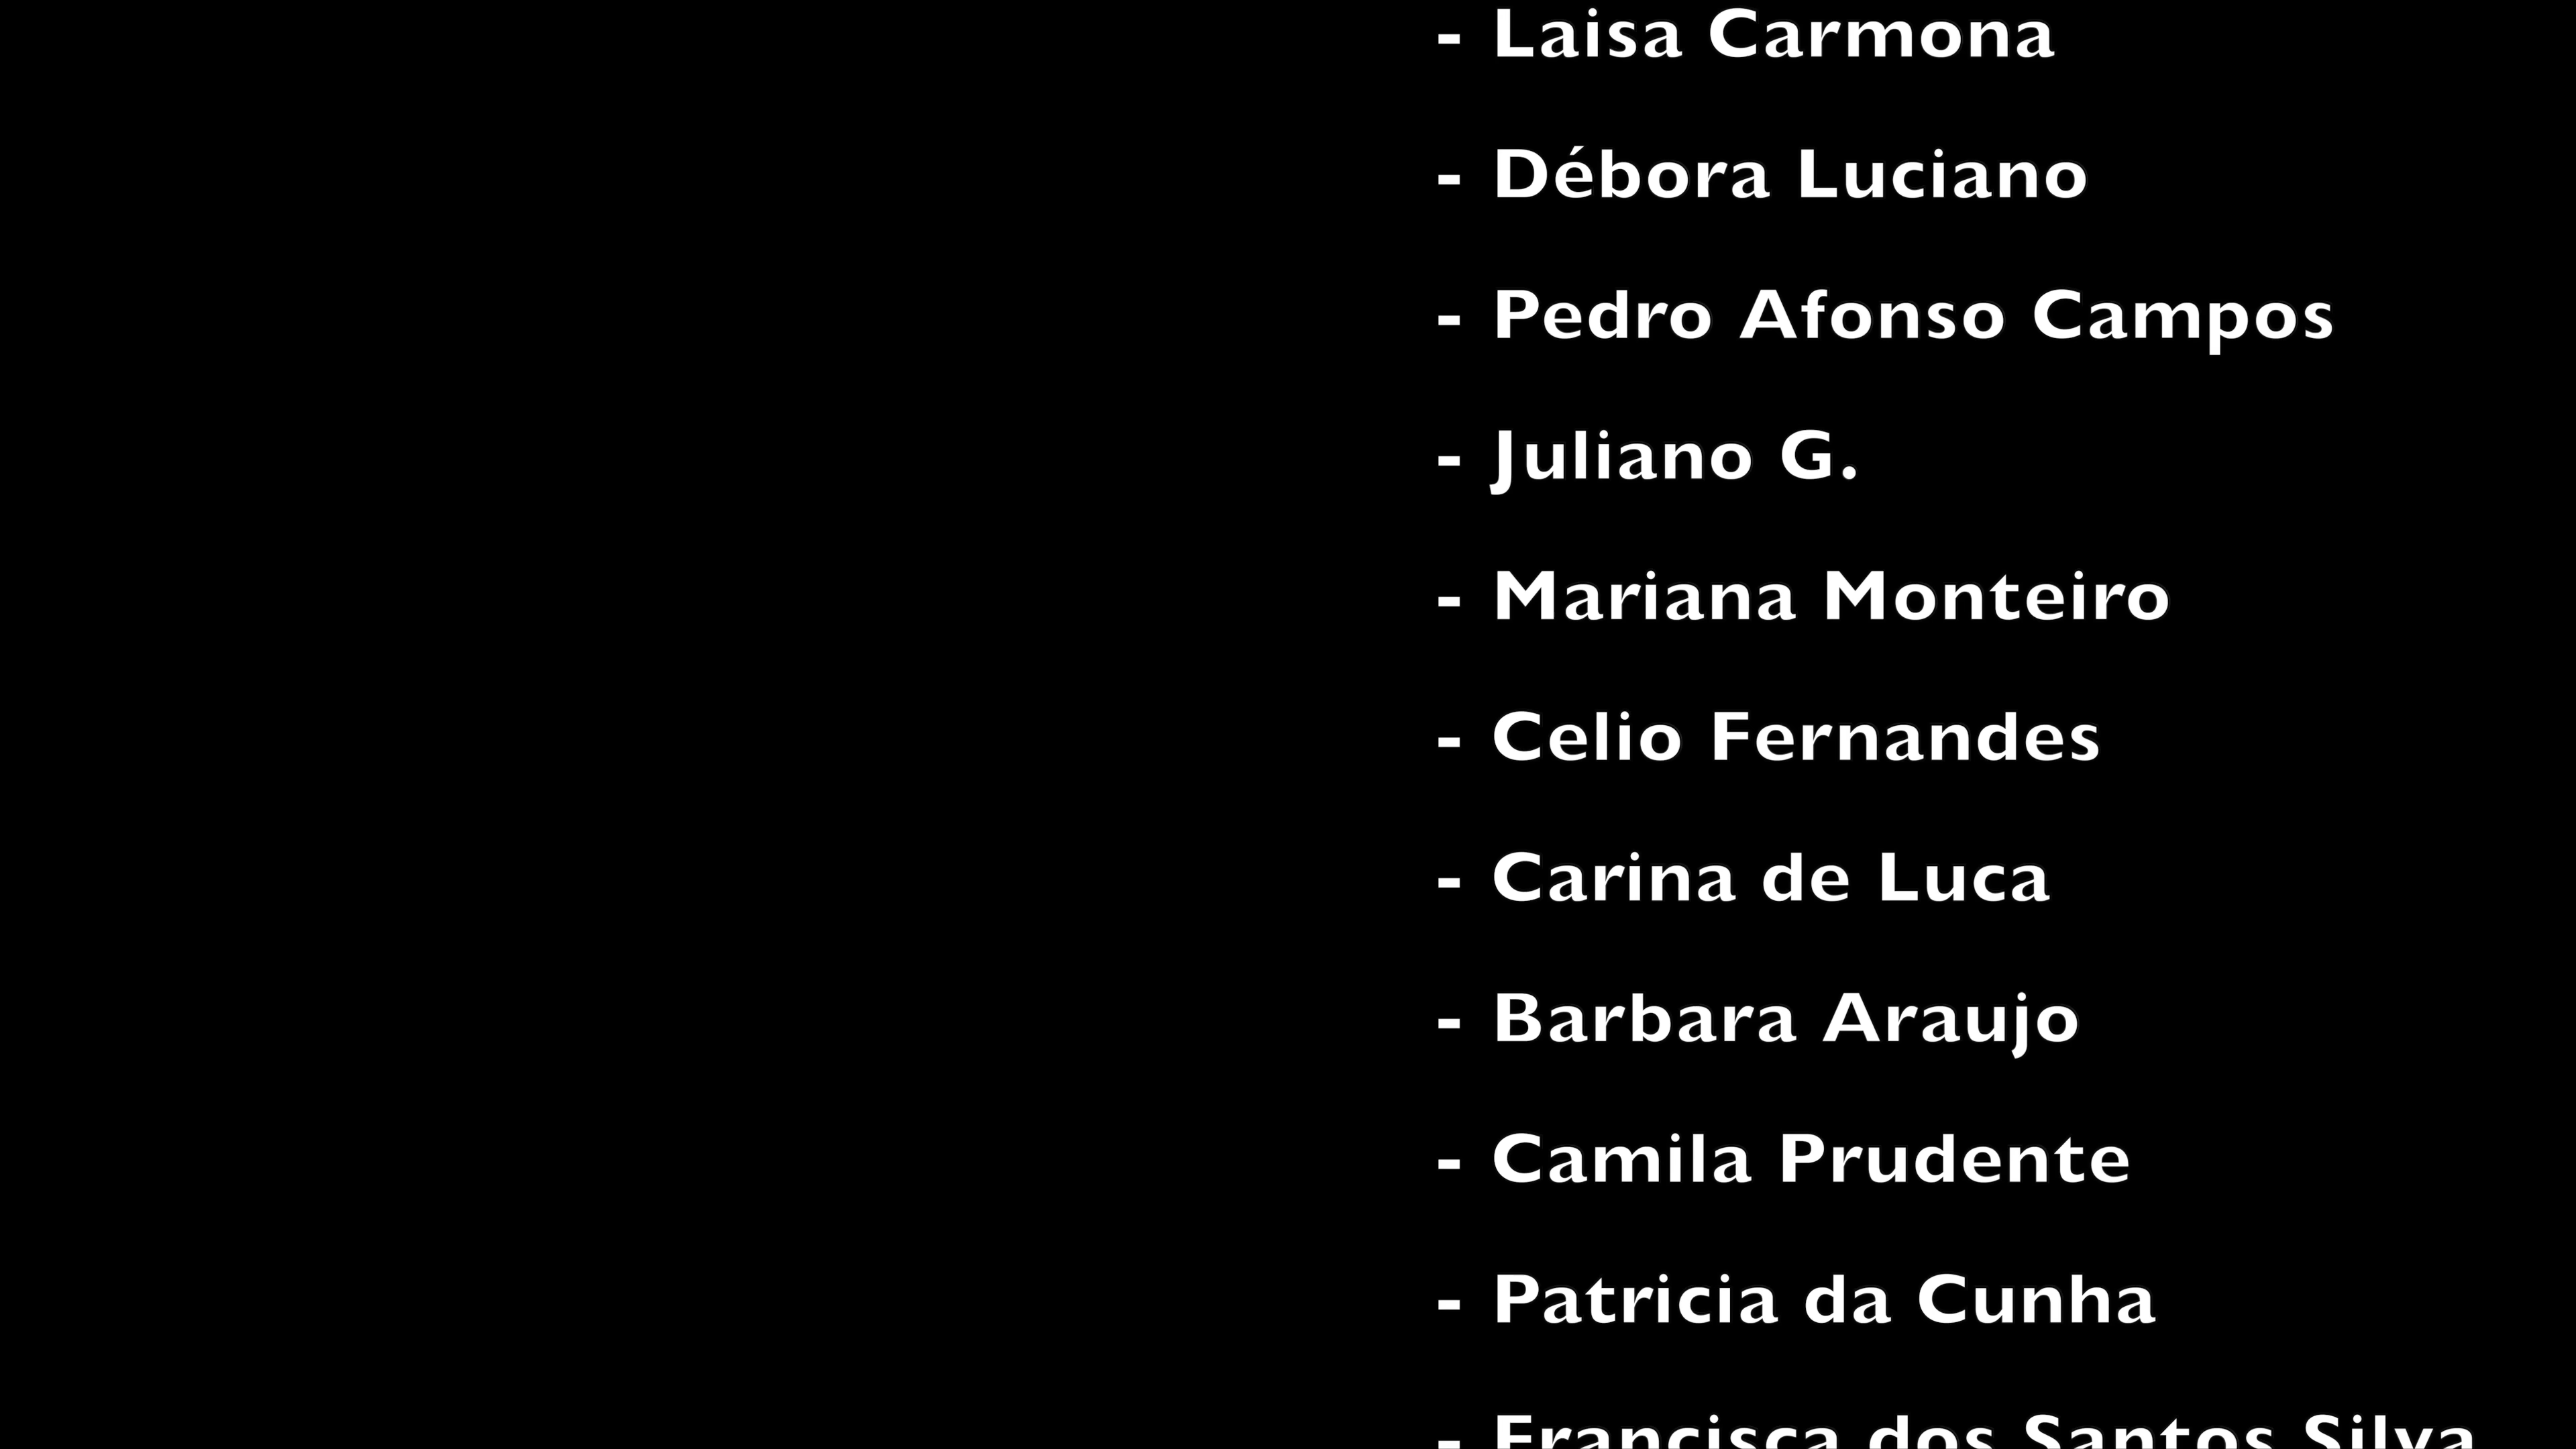 - Laisa Carmona
- Débora Luciano
- Pedro Afonso Campos
- Juliano G.
- Mariana Monteiro
- Celio Fernandes
- Carina de Luca
- Barbara Araujo
- Camila Prudente
- Patricia da Cunha
- Francisca dos Santos Silva